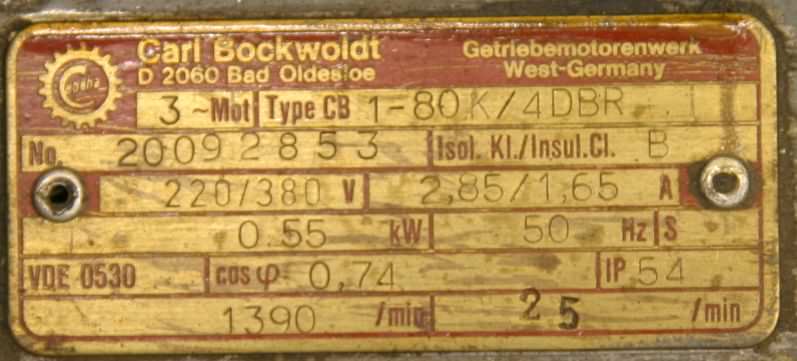 Carl Bockwoldt Getriebemotorenwerk
D 2060 Bad Oldesloe West-Germany
3 ~Mot Type CB 1-80K/4DBR
No. 20092853 Isol. Kl./Insul.Cl. B
220/380 V 2,85/1,65 A
0.55 kW 50 Hz S
VDE 0530 cos φ 0,74 IP 54
1390 /min 25 /min